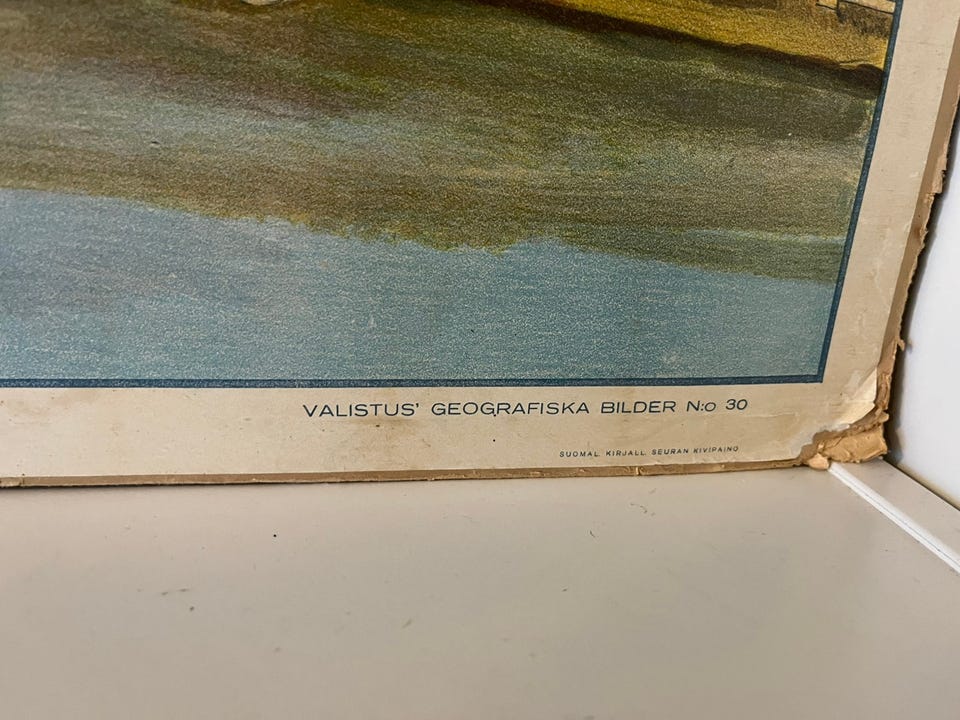 VALISTUS' GEOGRAFISKA BILDER N:o 30
SUOMAL. KIRJALL. SEURAN KIVIPAINO